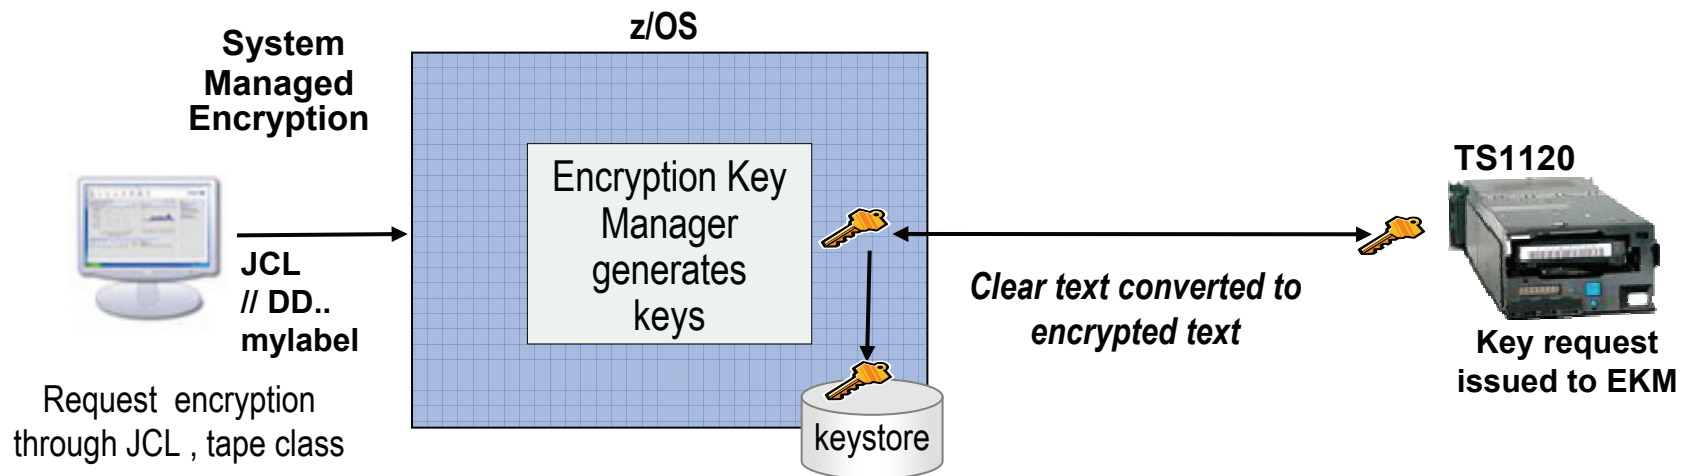 z/OS
System
Managed
Encryption
Encryption Key
Manager
generates
keys
JCL
// DD..
mylabel
Request encryption
through JCL , tape class
keystore
Clear text converted to
encrypted text
TS1120
Key request
issued to EKM